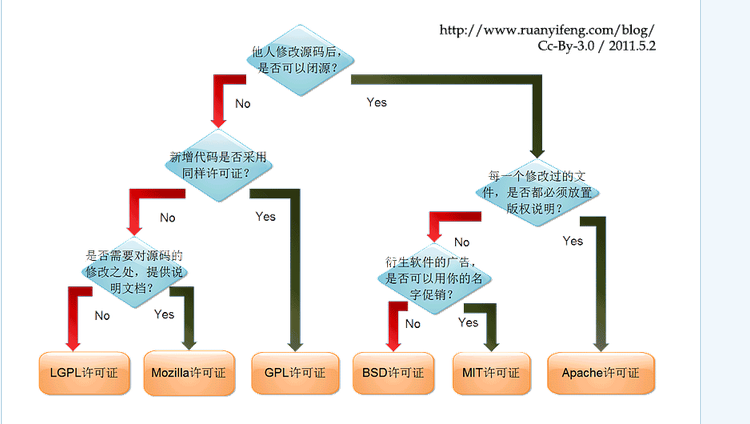 http://www.ruanyifeng.com/blog/
Cc-By-3.0 / 2011.5.2
他人修改源码后,
是否可以闭源?
No
Yes
新增代码是否采用
同样许可证?
每一个修改过的文
件, 是否都必须放置
版权说明?
No
Yes
No
Yes
是否需要对源码的
修改之处, 提供说
明文档?
衍生软件的广告,
是否可以用你的名
字促销?
No
Yes
No
Yes
LGPL许可证
Mozilla许可证
GPL许可证
BSD许可证
MIT许可证
Apache许可证